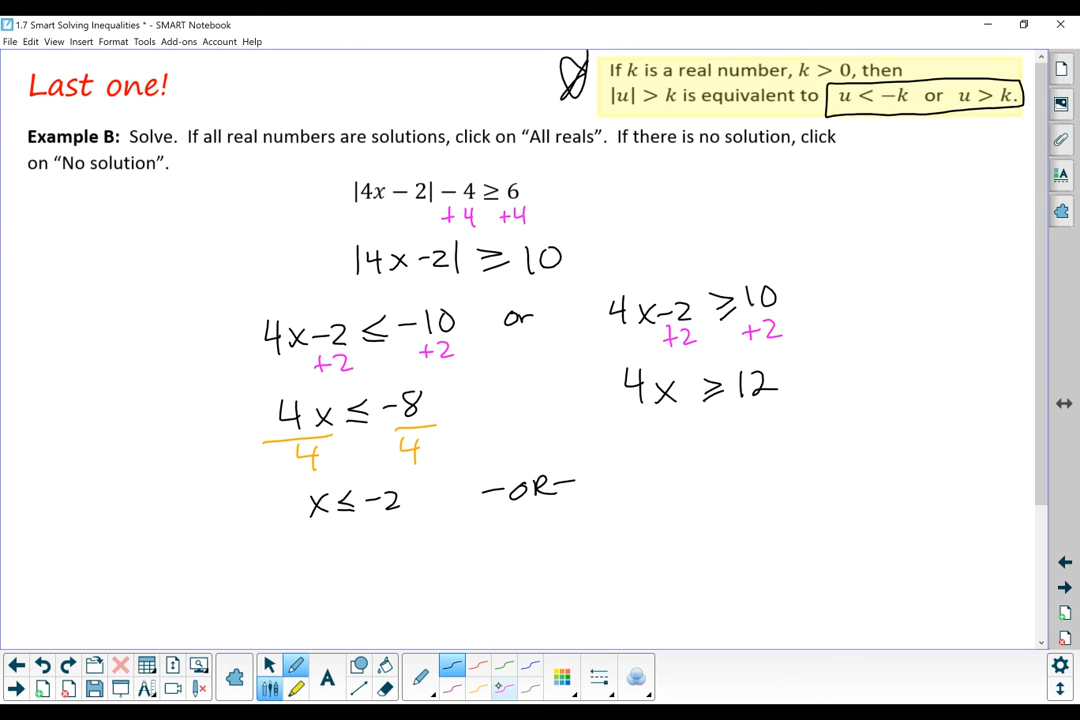 1.7 Smart Solving Inequalities * - SMART Notebook
File Edit View Insert Format Tools Add-ons Account Help
Last one!
If k is a real number, k > 0, then
|u| > k is equivalent to u < −k or u > k.
Example B: Solve. If all real numbers are solutions, click on “All reals”. If there is no solution, click
on “No solution”.
|4x − 2| − 4 ≥ 6
+4 +4
|4x -2| ≥ 10
4x-2 ≤ -10 or 4x-2 ≥ 10
+2 +2 +2 +2
4x ≤ -8 4x ≥ 12
4 4
x ≤ -2 -OR-